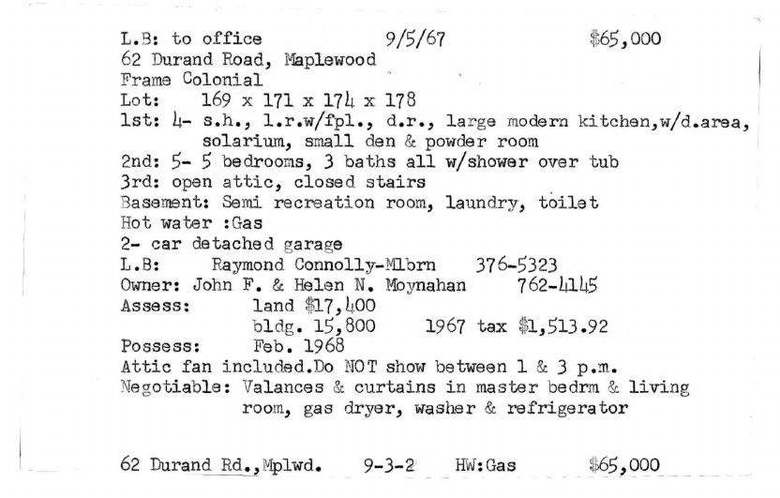 L.B: to office 9/5/67 $65,000
62 Durand Road, Maplewood
Frame Colonial
Lot: 169 x 171 x 174 x 178
1st: 4- s.h., l.r.w/fpl., d.r., large modern kitchen,w/d.area,
solarium, small den & powder room
2nd: 5- 5 bedrooms, 3 baths all w/shower over tub
3rd: open attic, closed stairs
Basement: Semi recreation room, laundry, toilet
Hot water :Gas
2- car detached garage
L.B: Raymond Connolly-Mlbrn 376-5323
Owner: John F. & Helen N. Moynahan 762-4145
Assess: land $17,400
bldg. 15,800 1967 tax $1,513.92
Possess: Feb. 1968
Attic fan included.Do NOT show between 1 & 3 p.m.
Negotiable: Valances & curtains in master bedrm & living
room, gas dryer, washer & refrigerator
62 Durand Rd.,Mplwd. 9-3-2 HW:Gas $65,000